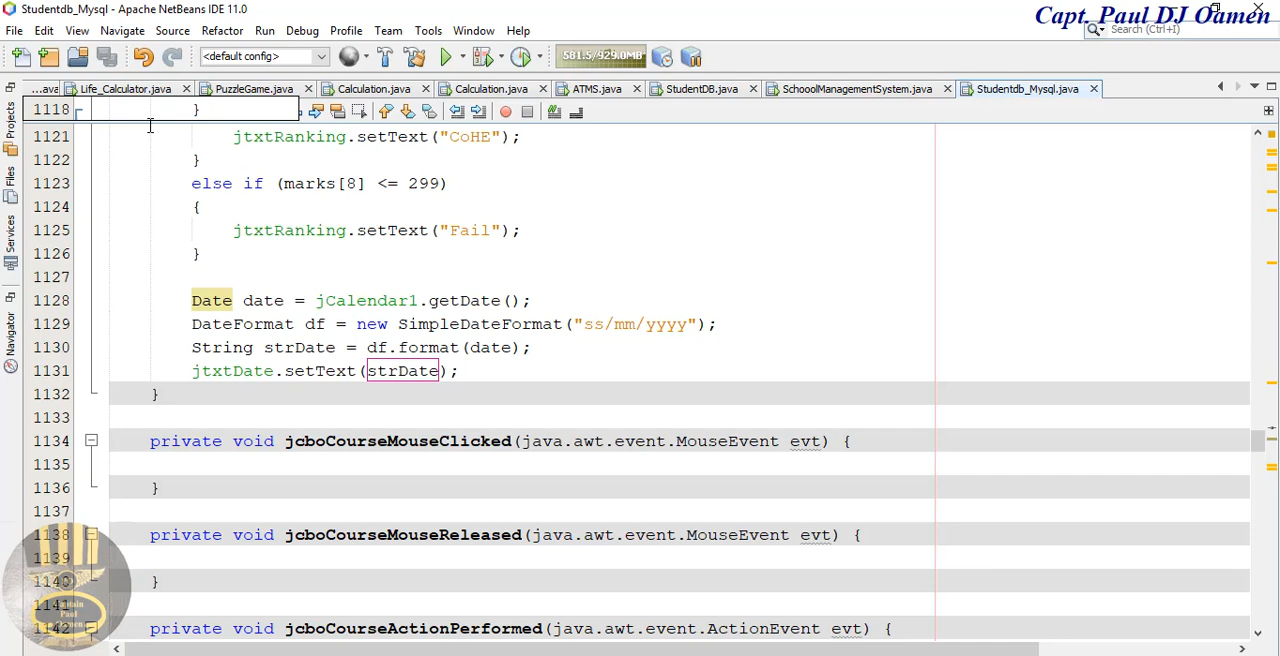 Studentdb_Mysql - Apache NetBeans IDE 11.0
Capt. Paul DJ Oamen
File Edit View Navigate Source Refactor Run Debug Profile Team Tools Window Help
Search (Ctrl+I)
<default config>
581.5/929.0MB
...ava Life_Calculator.java PuzzleGame.java Calculation.java Calculation.java ATMS.java StudentDB.java SchooolManagementSystem.java Studentdb_Mysql.java
Projects
Files
Services
Navigator
1118 }
1121 jtxtRanking.setText("CoHE");
1122 }
1123 else if (marks[8] <= 299)
1124 {
1125 jtxtRanking.setText("Fail");
1126 }
1127
1128 Date date = jCalendar1.getDate();
1129 DateFormat df = new SimpleDateFormat("ss/mm/yyyy");
1130 String strDate = df.format(date);
1131 jtxtDate.setText(strDate);
1132 }
1133
1134 private void jcboCourseMouseClicked(java.awt.event.MouseEvent evt) {
1135
1136 }
1137
1138 private void jcboCourseMouseReleased(java.awt.event.MouseEvent evt) {
1139
1140 }
1141
1142 private void jcboCourseActionPerformed(java.awt.event.ActionEvent evt) {
Captain
Paul
Oamen